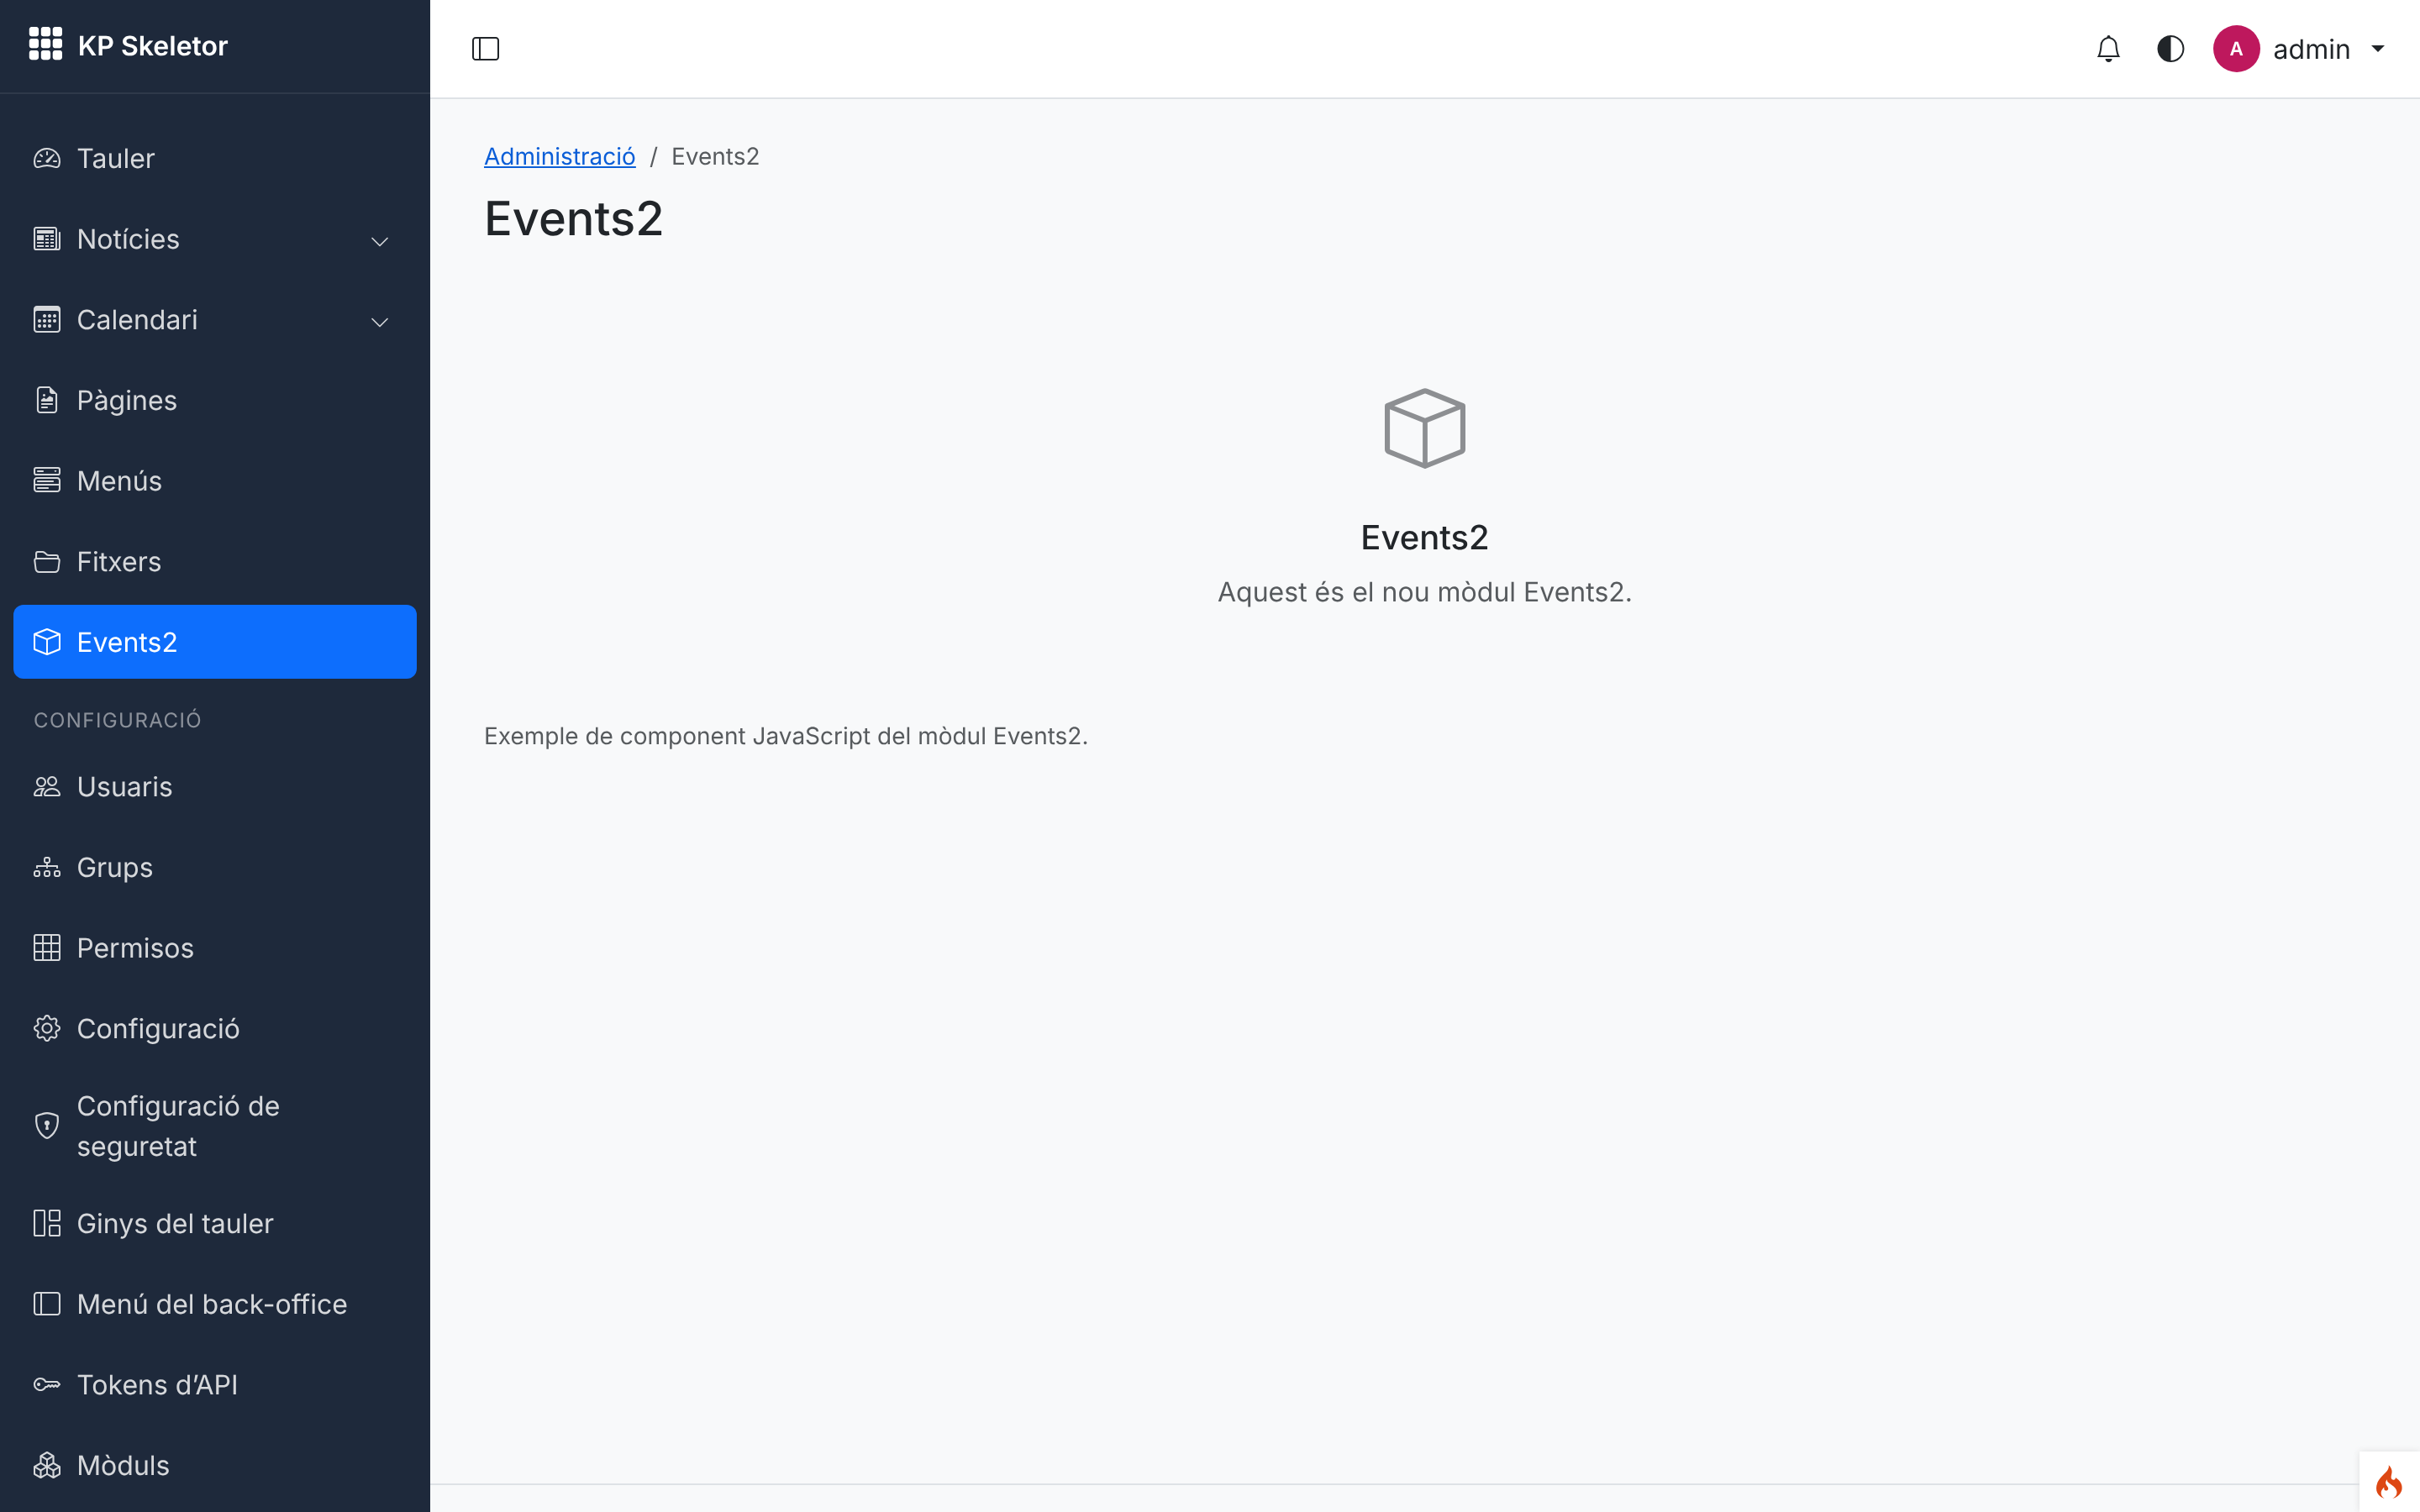 KP Skeletor
A admin
Tauler
Notícies
Calendari
Pàgines
Menús
Fitxers
Events2
CONFIGURACIÓ
Usuaris
Grups
Permisos
Configuració
Configuració de
seguretat
Ginys del tauler
Menú del back-office
Tokens d’API
Mòduls
Administració / Events2
Events2
Events2
Aquest és el nou mòdul Events2.
Exemple de component JavaScript del mòdul Events2.